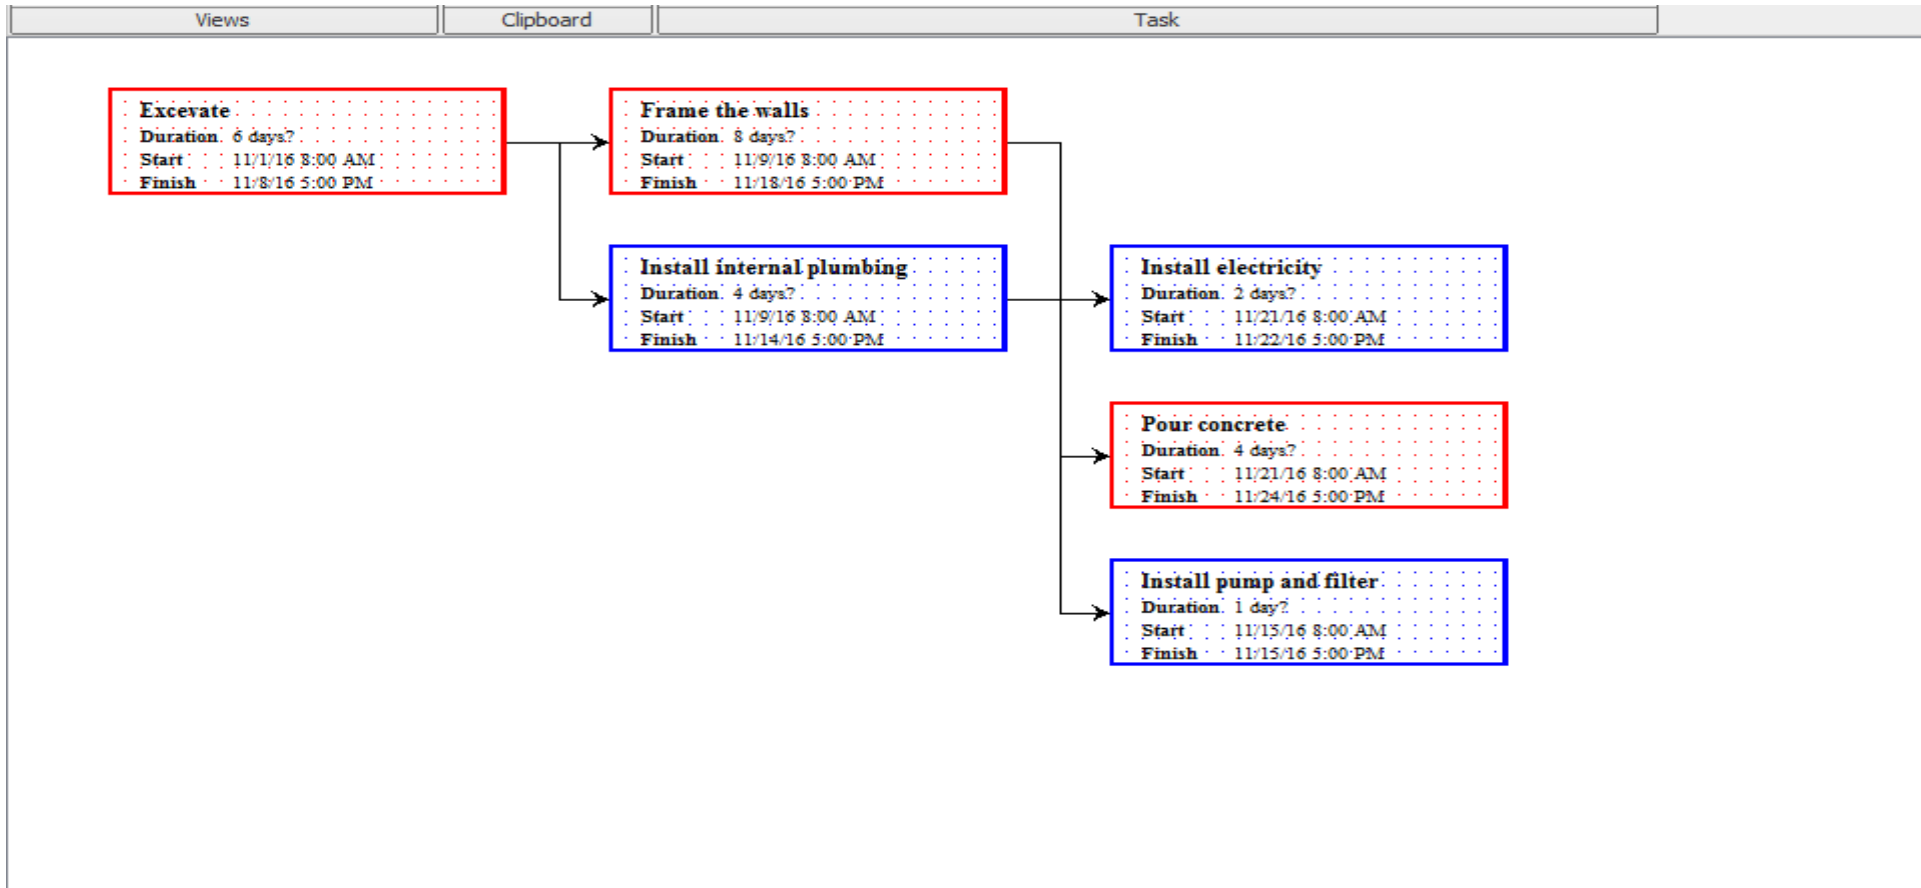 Views
Clipboard
Task
Excevate
Duration 6 days?
Start 11/1/16 8:00 AM
Finish 11/8/16 5:00 PM
Frame the walls
Duration 8 days?
Start 11/9/16 8:00 AM
Finish 11/18/16 5:00 PM
Install internal plumbing
Duration 4 days?
Start 11/9/16 8:00 AM
Finish 11/14/16 5:00 PM
Install electricity
Duration 2 days?
Start 11/21/16 8:00 AM
Finish 11/22/16 5:00 PM
Pour concrete
Duration 4 days?
Start 11/21/16 8:00 AM
Finish 11/24/16 5:00 PM
Install pump and filter
Duration 1 day?
Start 11/15/16 8:00 AM
Finish 11/15/16 5:00 PM